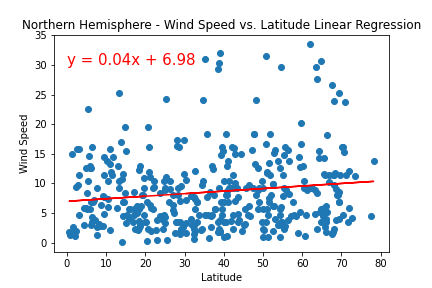 Northern Hemisphere - Wind Speed vs. Latitude Linear Regression
y = 0.04x + 6.98
35
30
25
20
15
10
5
0
Wind Speed
0 10 20 30 40 50 60 70 80
Latitude